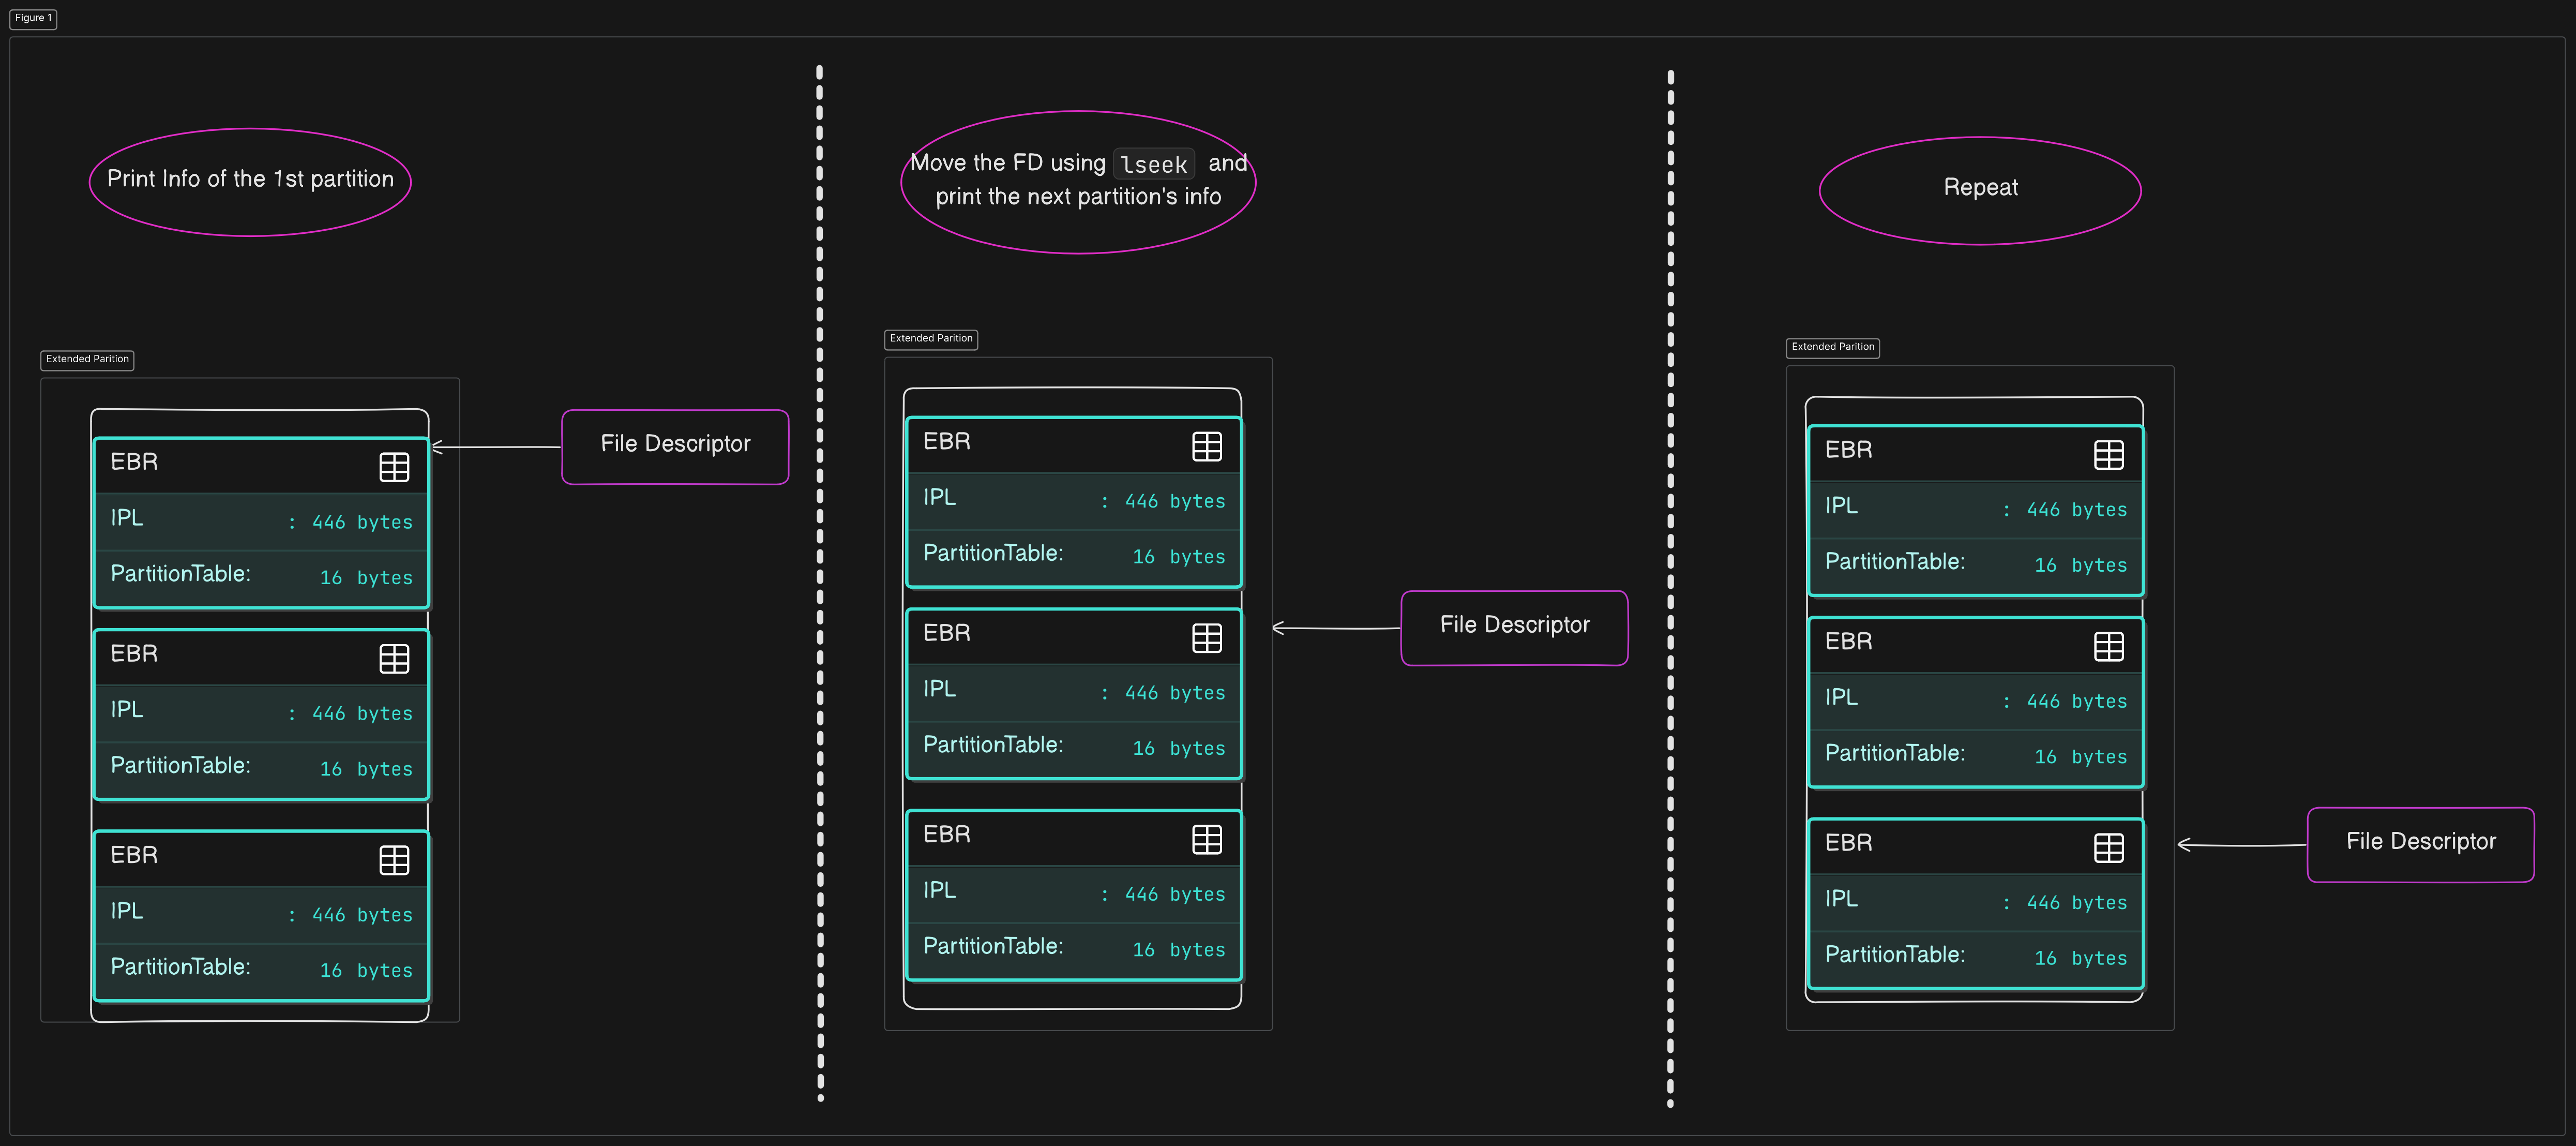 Figure 1
Print Info of the 1st partition
Extended Parition
File Descriptor
EBR
IPL : 446 bytes
PartitionTable: 16 bytes
EBR
IPL : 446 bytes
PartitionTable: 16 bytes
EBR
IPL : 446 bytes
PartitionTable: 16 bytes
Move the FD using lseek and
print the next partition's info
Extended Parition
EBR
IPL : 446 bytes
PartitionTable: 16 bytes
File Descriptor
EBR
IPL : 446 bytes
PartitionTable: 16 bytes
EBR
IPL : 446 bytes
PartitionTable: 16 bytes
Repeat
Extended Parition
EBR
IPL : 446 bytes
PartitionTable: 16 bytes
EBR
IPL : 446 bytes
PartitionTable: 16 bytes
File Descriptor
EBR
IPL : 446 bytes
PartitionTable: 16 bytes